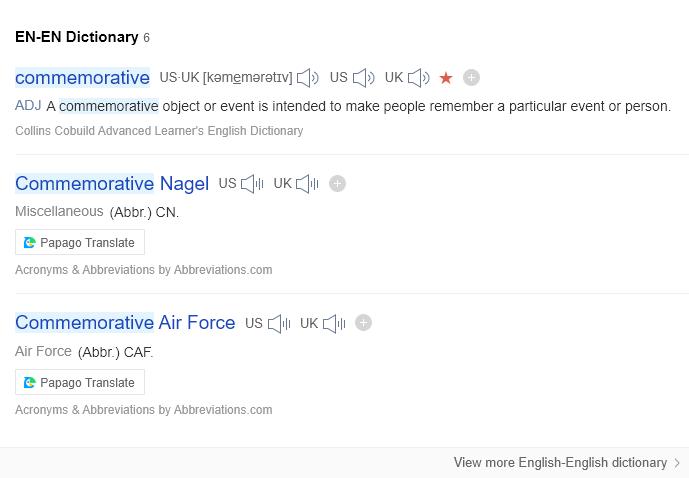 EN-EN Dictionary 6
commemorative US·UK [kəmemərətɪv] US UK
ADJ A commemorative object or event is intended to make people remember a particular event or person.
Collins Cobuild Advanced Learner's English Dictionary
Commemorative Nagel US UK
Miscellaneous (Abbr.) CN.
Papago Translate
Acronyms & Abbreviations by Abbreviations.com
Commemorative Air Force US UK
Air Force (Abbr.) CAF.
Papago Translate
Acronyms & Abbreviations by Abbreviations.com
View more English-English dictionary